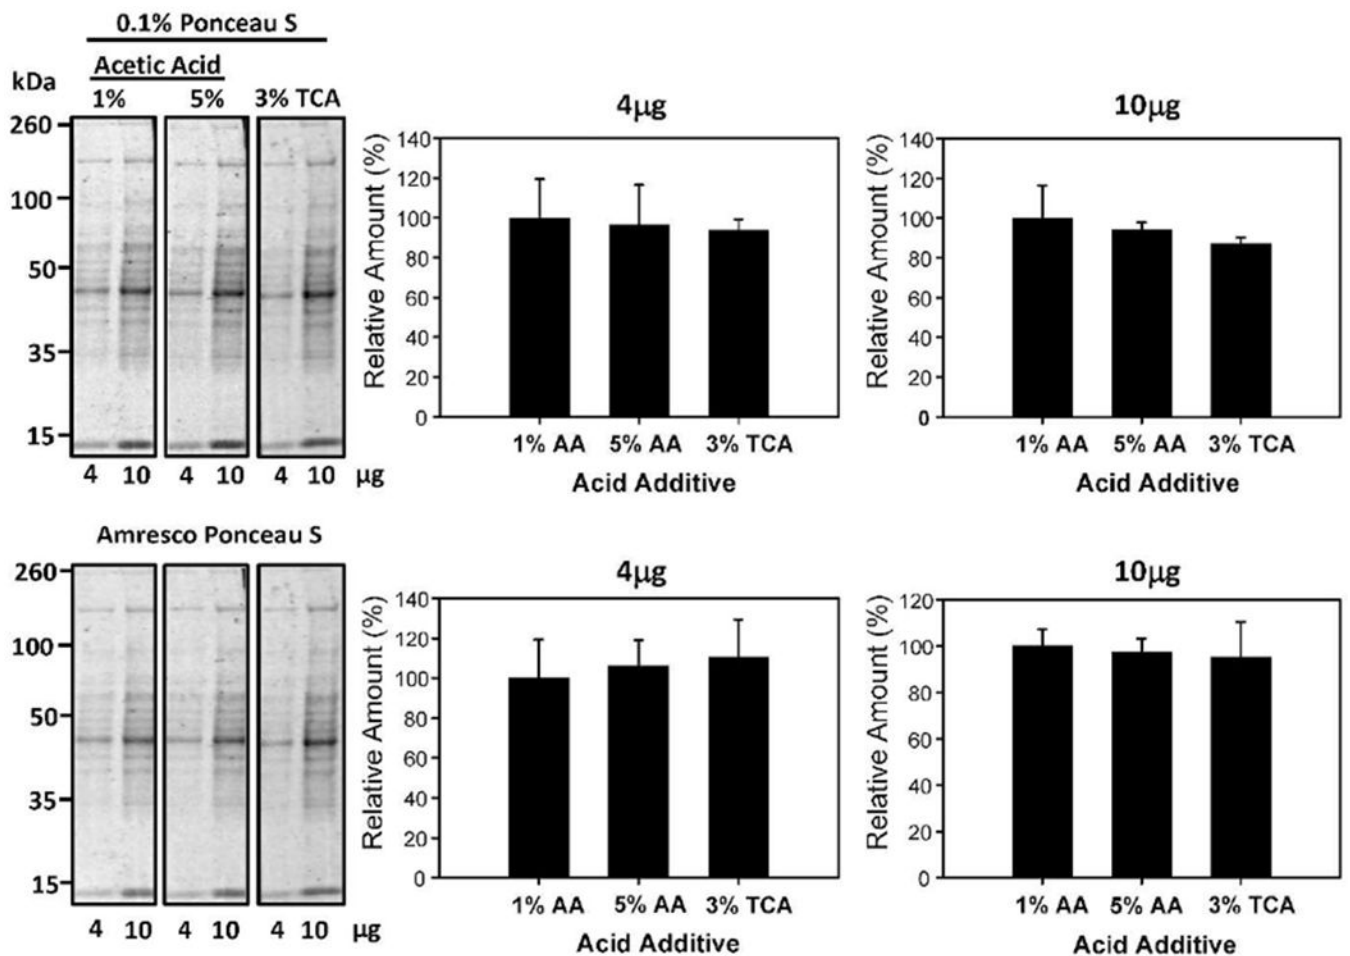 0.1% Ponceau S
Acetic Acid
kDa
1% 5% 3% TCA
260
100
50
35
15
4 10 4 10 4 10 µg
4µg
Relative Amount (%)
140
120
100
80
60
40
20
0
1% AA 5% AA 3% TCA
Acid Additive
10µg
Relative Amount (%)
140
120
100
80
60
40
20
0
1% AA 5% AA 3% TCA
Acid Additive
Amresco Ponceau S
260
100
50
35
15
4 10 4 10 4 10 µg
4µg
Relative Amount (%)
140
120
100
80
60
40
20
0
1% AA 5% AA 3% TCA
Acid Additive
10µg
Relative Amount (%)
120
100
80
60
40
20
0
1% AA 5% AA 3% TCA
Acid Additive